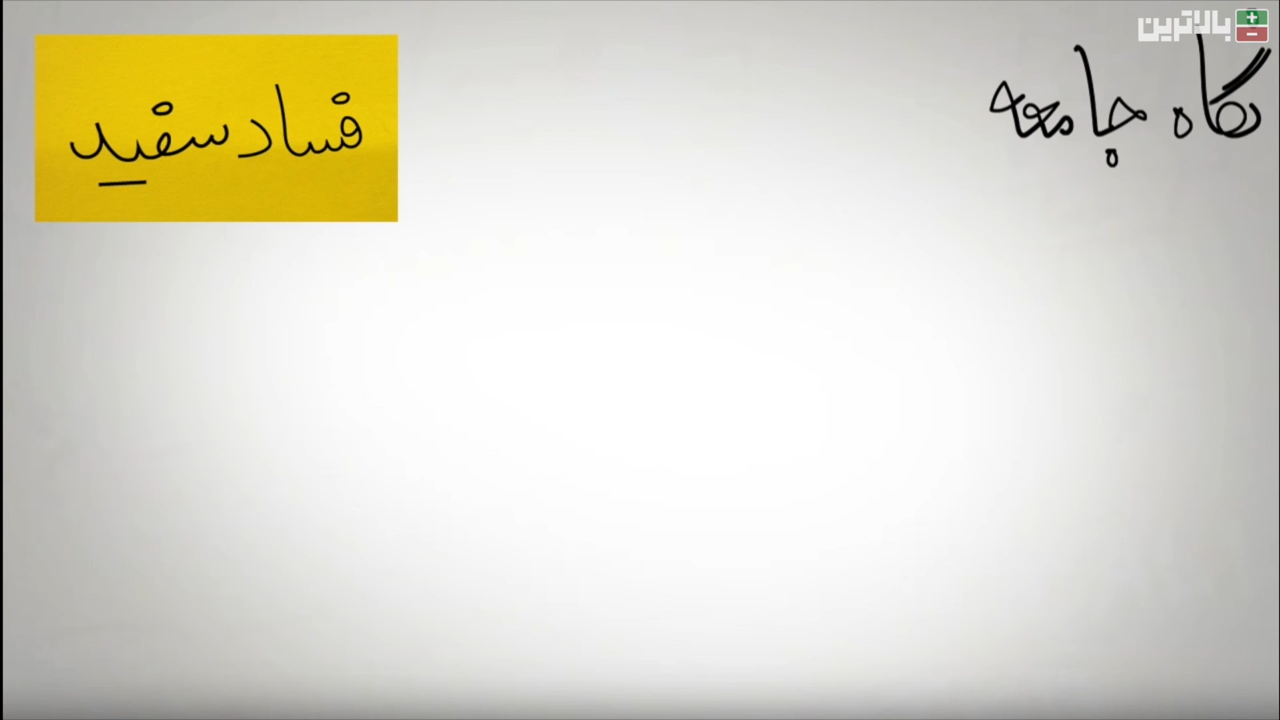 بالاترین
نگاه جامعه
فساد سفید